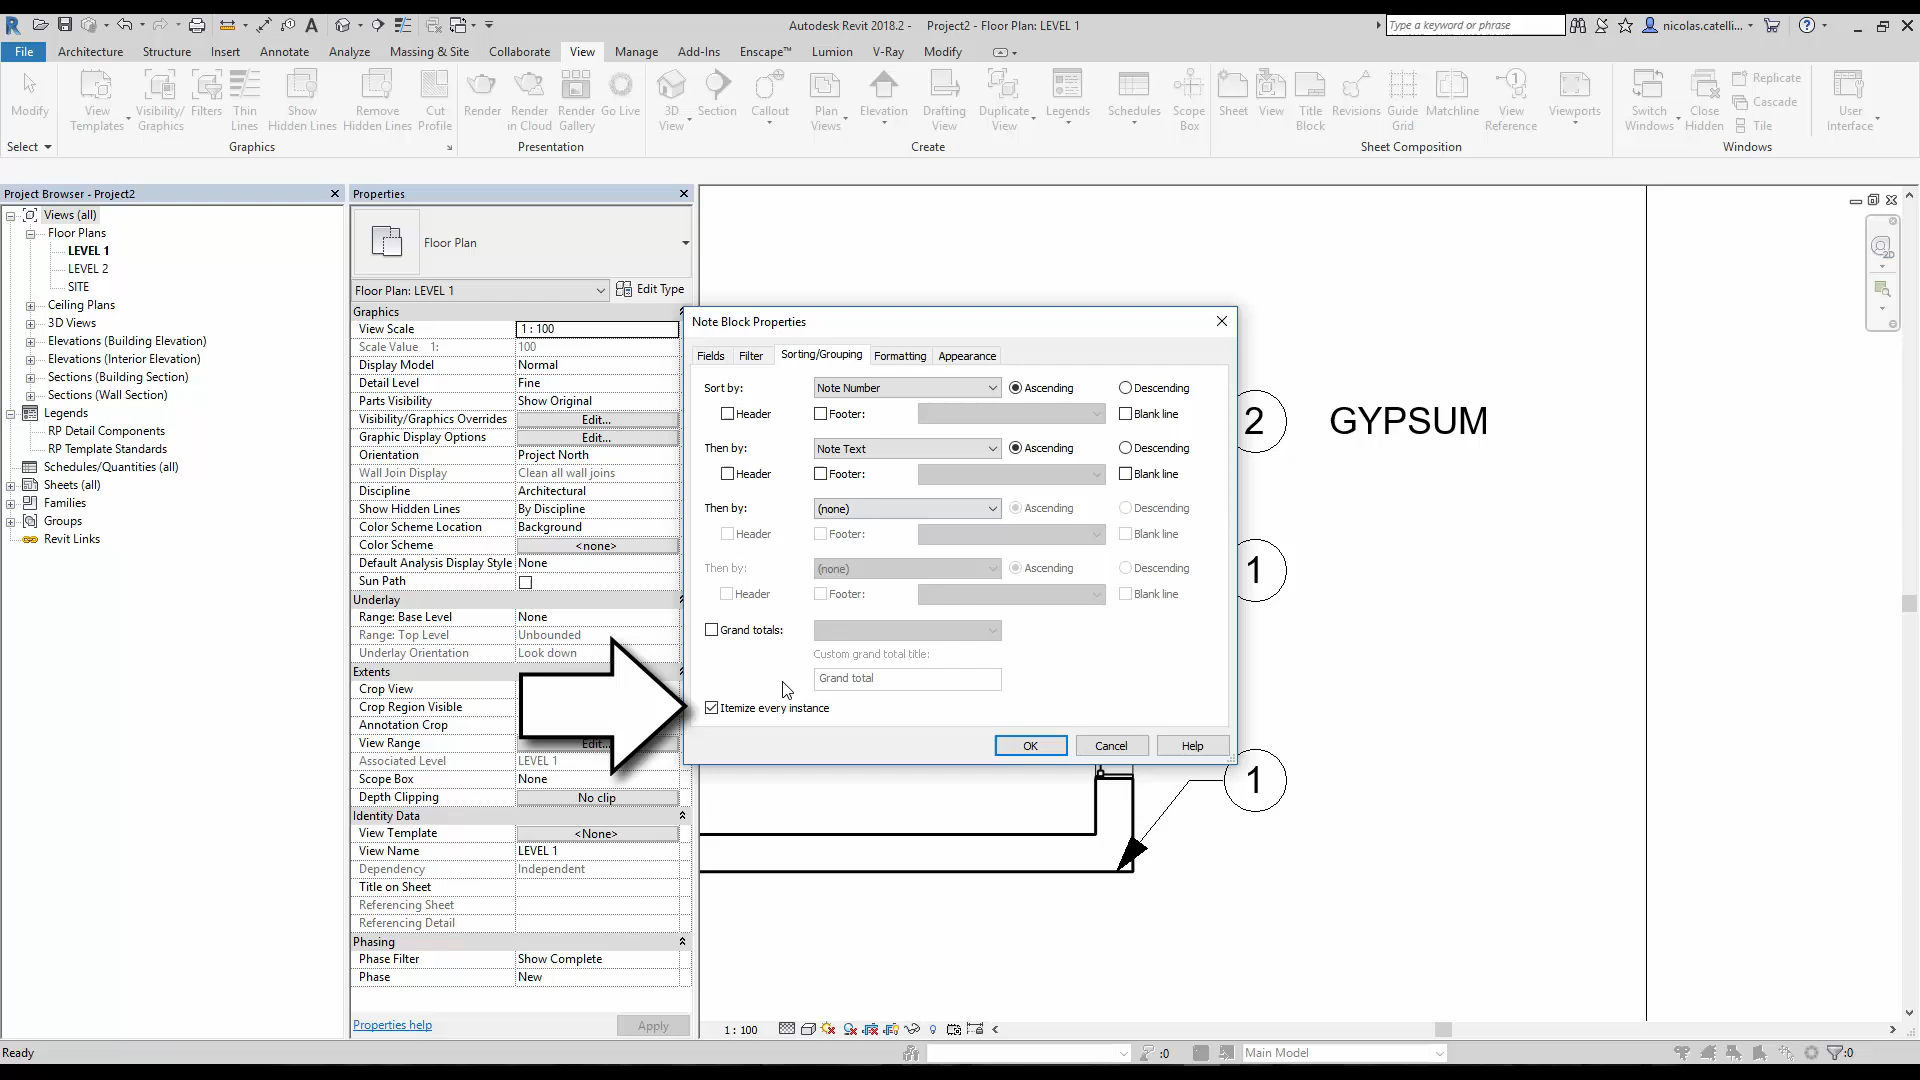 Autodesk Revit 2018.2 - Project2 - Floor Plan: LEVEL 1
Type a keyword or phrase
nicolas.catelli...
File Architecture Structure Insert Annotate Analyze Massing & Site Collaborate View Manage Add-Ins Enscape™ Lumion V-Ray Modify
Modify
View Templates
Visibility/ Graphics
Filters
Thin Lines
Show Hidden Lines
Remove Hidden Lines
Cut Profile
Render
Render in Cloud
Render Gallery
Go Live
3D View
Section
Callout
Plan Views
Elevation
Drafting View
Duplicate View
Legends
Schedules
Scope Box
Sheet
View
Title Block
Revisions
Guide Grid
Matchline
View Reference
Viewports
Switch Windows
Close Hidden
Replicate
Cascade
Tile
User Interface
Select Graphics Presentation Create Sheet Composition Windows
Project Browser - Project2
Views (all)
Floor Plans
LEVEL 1
LEVEL 2
SITE
Ceiling Plans
3D Views
Elevations (Building Elevation)
Elevations (Interior Elevation)
Sections (Building Section)
Sections (Wall Section)
Legends
RP Detail Components
RP Template Standards
Schedules/Quantities (all)
Sheets (all)
Families
Groups
Revit Links
Properties
Floor Plan
Floor Plan: LEVEL 1 Edit Type
Graphics
View Scale 1 : 100
Scale Value 1: 100
Display Model Normal
Detail Level Fine
Parts Visibility Show Original
Visibility/Graphics Overrides Edit...
Graphic Display Options Edit...
Orientation Project North
Wall Join Display Clean all wall joins
Discipline Architectural
Show Hidden Lines By Discipline
Color Scheme Location Background
Color Scheme <none>
Default Analysis Display Style None
Sun Path
Underlay
Range: Base Level None
Range: Top Level Unbounded
Underlay Orientation Look down
Extents
Crop View
Crop Region Visible
Annotation Crop
View Range Edit...
Associated Level LEVEL 1
Scope Box None
Depth Clipping No clip
Identity Data
View Template <None>
View Name LEVEL 1
Dependency Independent
Title on Sheet
Referencing Sheet
Referencing Detail
Phasing
Phase Filter Show Complete
Phase New
Properties help Apply
Note Block Properties
Fields Filter Sorting/Grouping Formatting Appearance
Sort by: Note Number Ascending Descending
Header Footer: Blank line
Then by: Note Text Ascending Descending
Header Footer: Blank line
Then by: (none) Ascending Descending
Header Footer: Blank line
Then by: (none) Ascending Descending
Header Footer: Blank line
Grand totals:
Custom grand total title:
Grand total
Itemize every instance
OK Cancel Help
2 GYPSUM
1
1
2D
1 : 100
Ready
:0
Main Model
:0